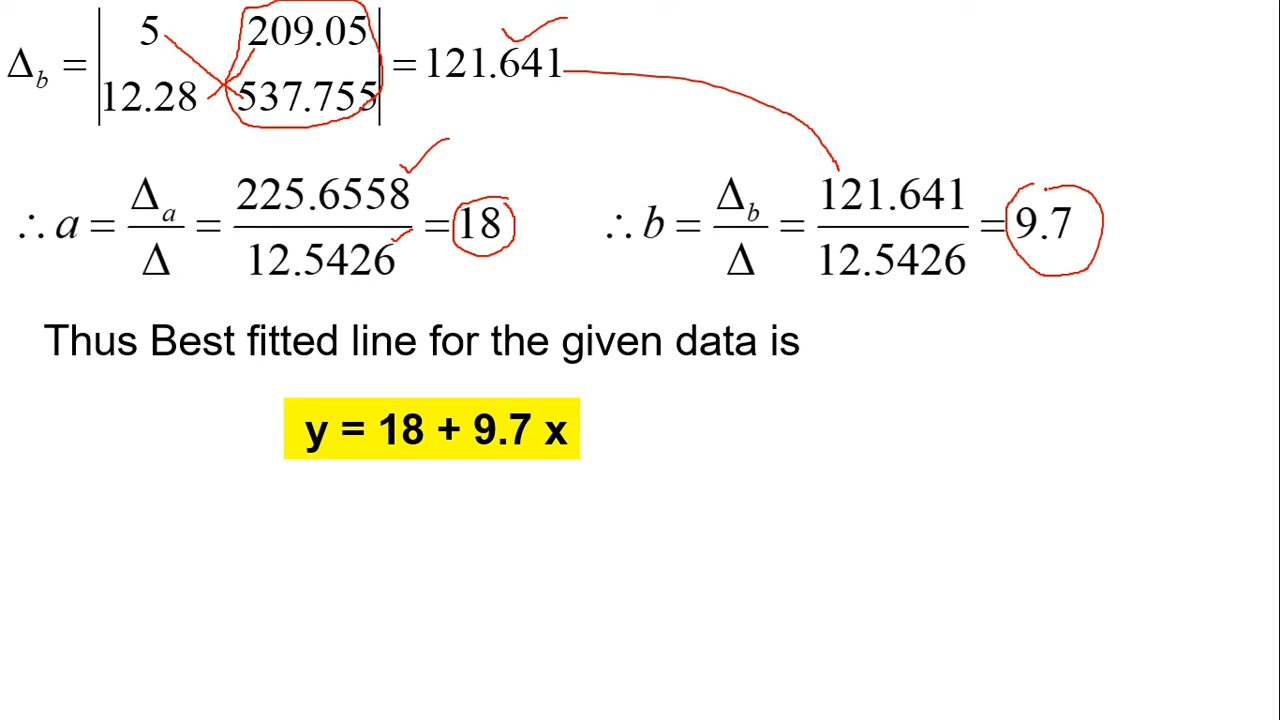 Δb = | 5 209.05 | = 121.641
| 12.28 537.755 |
∴ a = Δa/Δ = 225.6558/12.5426 = 18 ∴ b = Δb/Δ = 121.641/12.5426 = 9.7
Thus Best fitted line for the given data is
y = 18 + 9.7 x